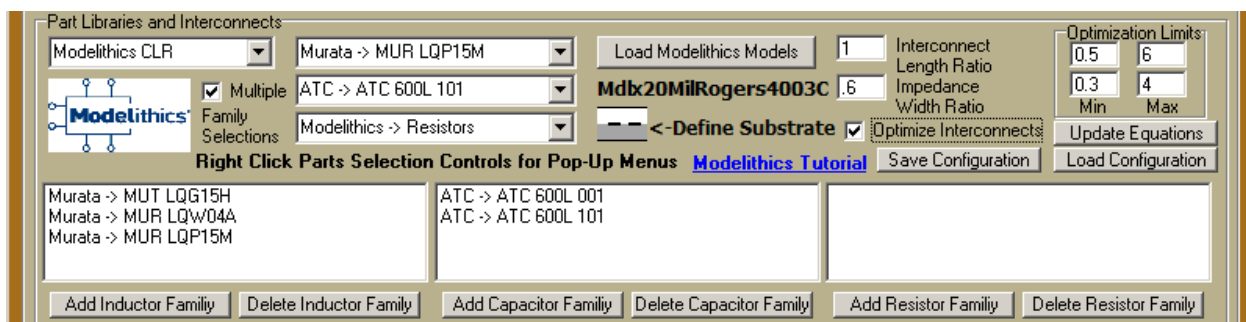 Part Libraries and Interconnects
Optimization Limits
Modelithics CLR
Murata -> MUR LQP15M
Load Modelithics Models
1
Interconnect
Length Ratio
0.5
6
Modelithics
Multiple
Family
Selections
ATC -> ATC 600L 101
Mdlx20MilRogers4003C
.6
Impedance
Width Ratio
0.3
4
Min
Max
Modelithics -> Resistors
<-Define Substrate
Optimize Interconnects
Update Equations
Right Click Parts Selection Controls for Pop-Up Menus
Modelithics Tutorial
Save Configuration
Load Configuration
Murata -> MUT LQG15H
Murata -> MUR LQW04A
Murata -> MUR LQP15M
ATC -> ATC 600L 001
ATC -> ATC 600L 101
Add Inductor Familiy
Delete Inductor Family
Add Capacitor Familiy
Delete Capacitor Family
Add Resistor Familiy
Delete Resistor Family